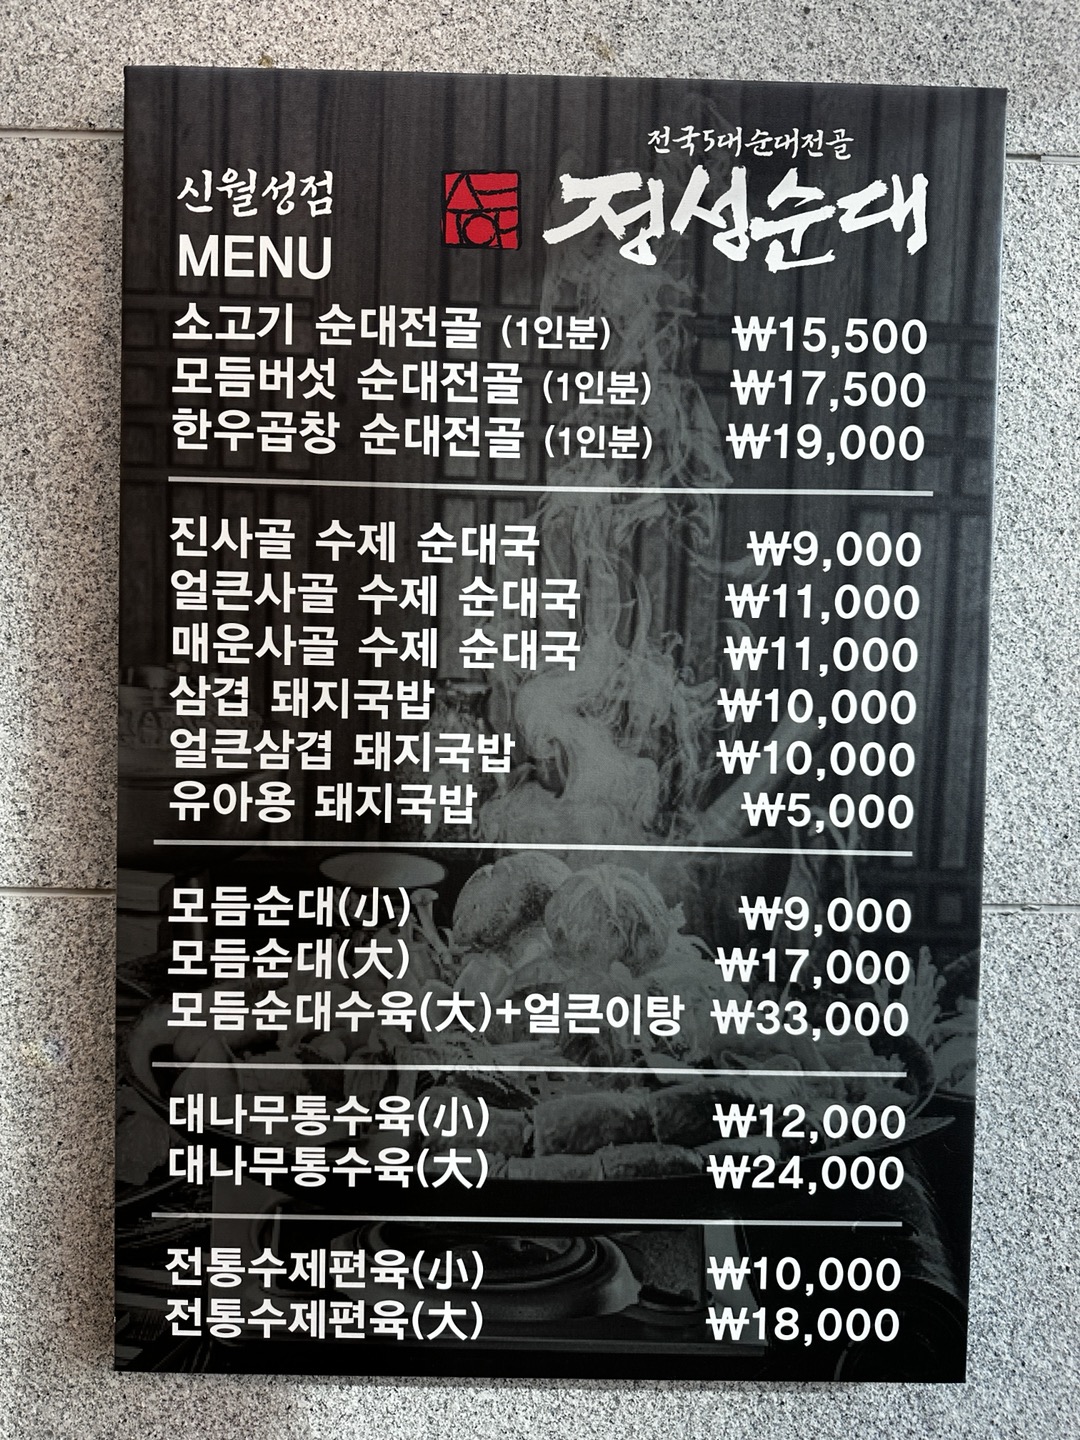 전국5대순대전골
신월성점
정성순대
MENU
소고기 순대전골 (1인분) ₩15,500
모듬버섯 순대전골 (1인분) ₩17,500
한우곱창 순대전골 (1인분) ₩19,000
진사골 수제 순대국 ₩9,000
얼큰사골 수제 순대국 ₩11,000
매운사골 수제 순대국 ₩11,000
삼겹 돼지국밥 ₩10,000
얼큰삼겹 돼지국밥 ₩10,000
유아용 돼지국밥 ₩5,000
모듬순대(小) ₩9,000
모듬순대(大) ₩17,000
모듬순대수육(大)+얼큰이탕 ₩33,000
대나무통수육(小) ₩12,000
대나무통수육(大) ₩24,000
전통수제편육(小) ₩10,000
전통수제편육(大) ₩18,000